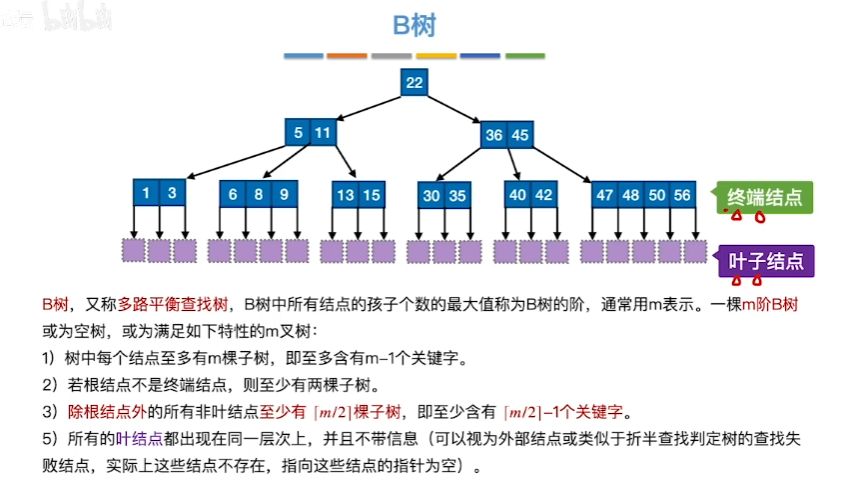 B树
22
5 11
36 45
1 3
6 8 9
13 15
30 35
40 42
47 48 50 56
终端结点
叶子结点
B树，又称多路平衡查找树，B树中所有结点的孩子个数的最大值称为B树的阶，通常用m表示。一棵m阶B树
或为空树，或为满足如下特性的m叉树：
1）树中每个结点至多有m棵子树，即至多含有m-1个关键字。
2）若根结点不是终端结点，则至少有两棵子树。
3）除根结点外的所有非叶结点至少有 ⌈m/2⌉棵子树，即至少含有 ⌈m/2⌉-1个关键字。
5）所有的叶结点都出现在同一层次上，并且不带信息（可以视为外部结点或类似于折半查找判定树的查找失
败结点，实际上这些结点不存在，指向这些结点的指针为空）。